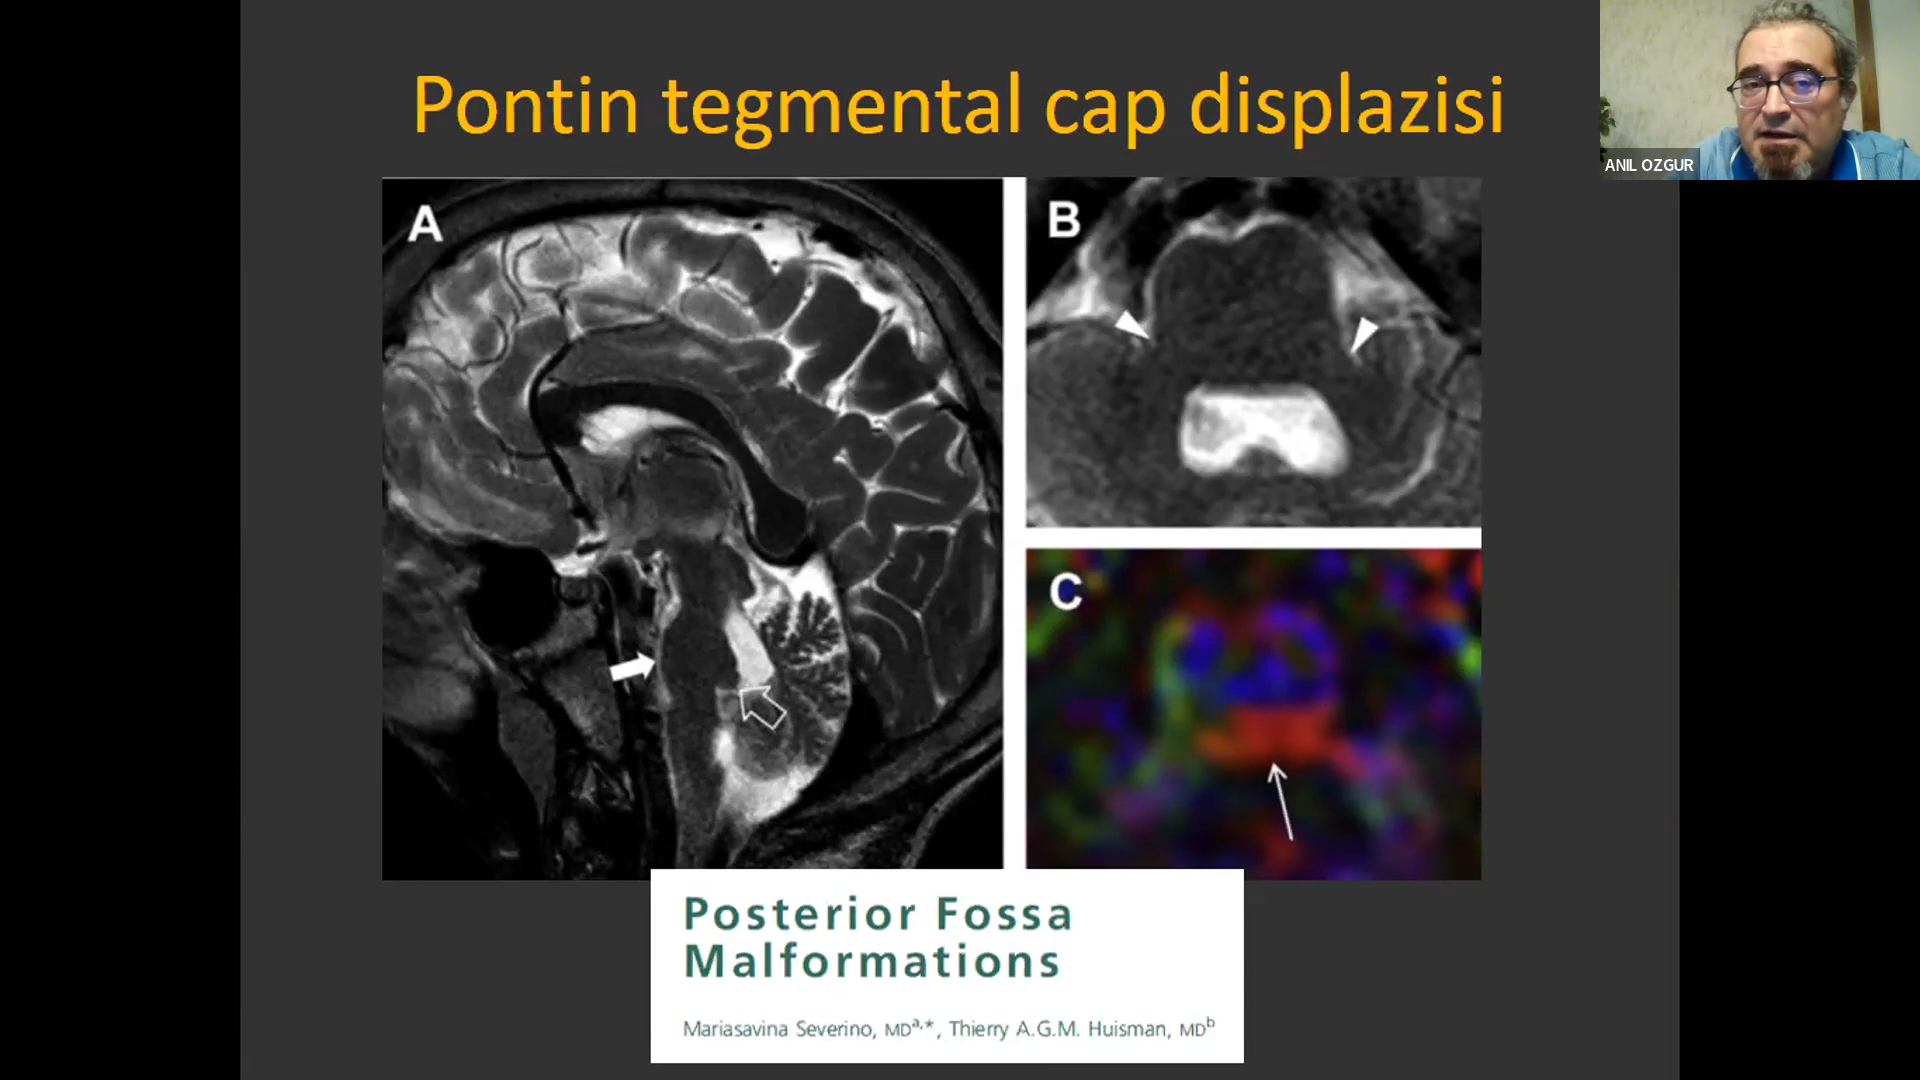 Pontin tegmental cap displazisi
ANIL OZGUR
A
B
C
Posterior Fossa
Malformations
Mariasavina Severino, MDa,*, Thierry A.G.M. Huisman, MDb